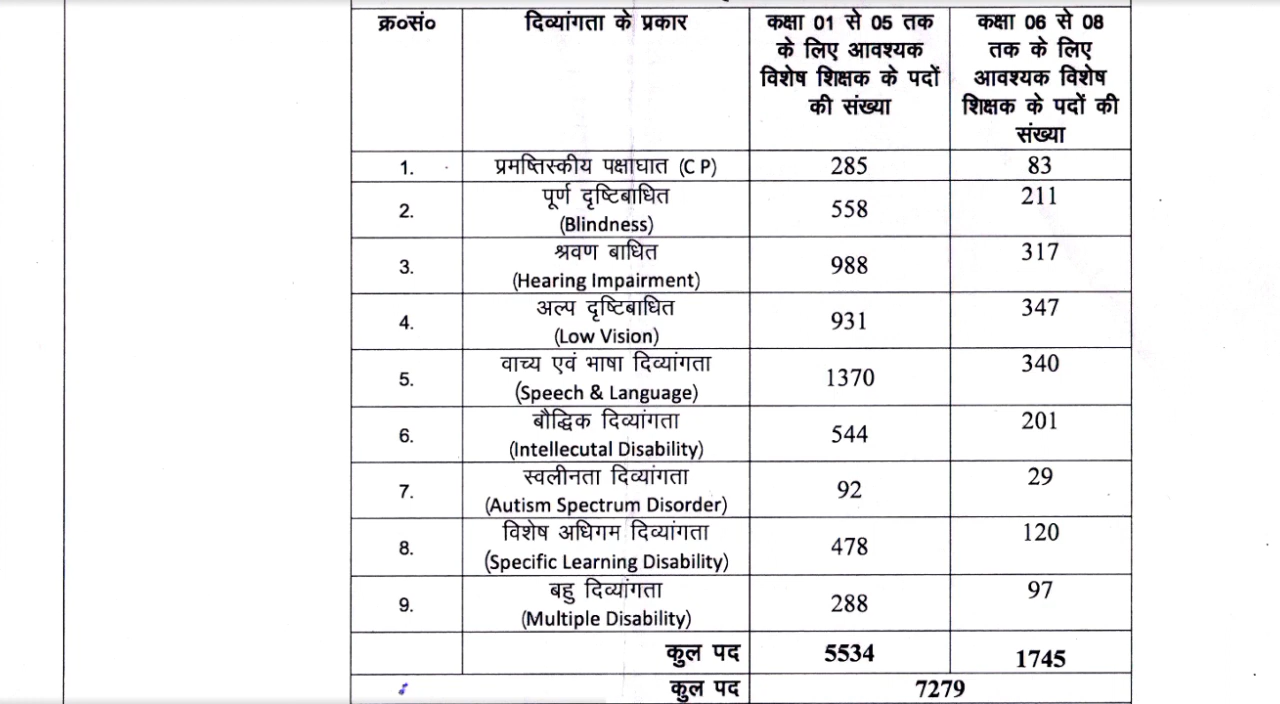 क्र०सं०
दिव्यांगता के प्रकार
कक्षा 01 से 05 तक
के लिए आवश्यक
विशेष शिक्षक के पदों
की संख्या
कक्षा 06 से 08
तक के लिए
आवश्यक विशेष
शिक्षक के पदों की
संख्या
1. प्रमष्तिस्कीय पक्षाघात (C P) 285 83
2. पूर्ण दृष्टिबाधित
(Blindness) 558 211
3. श्रवण बाधित
(Hearing Impairment) 988 317
4. अल्प दृष्टिबाधित
(Low Vision) 931 347
5. वाच्य एवं भाषा दिव्यांगता
(Speech & Language) 1370 340
6. बौद्धिक दिव्यांगता
(Intellecutal Disability) 544 201
7. स्वलीनता दिव्यांगता
(Autism Spectrum Disorder) 92 29
8. विशेष अधिगम दिव्यांगता
(Specific Learning Disability) 478 120
9. बहु दिव्यांगता
(Multiple Disability) 288 97
कुल पद 5534 1745
कुल पद 7279